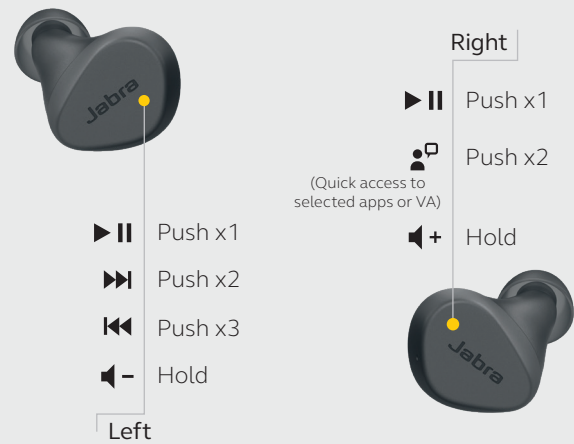 Jabra
Push x1
Push x2
Push x3
Hold
Left
Right
Push x1
Push x2
(Quick access to
selected apps or VA)
Hold
Jabra